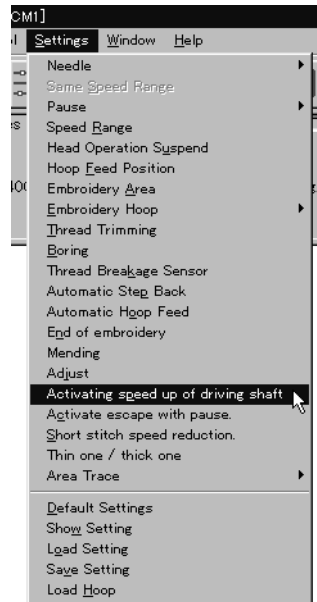 CM1]
Settings Window Help
Needle
Same Speed Range
Pause
Speed Range
Head Operation Suspend
Hoop Feed Position
Embroidery Area
Embroidery Hoop
Thread Trimming
Boring
Thread Breakage Sensor
Automatic Step Back
Automatic Hoop Feed
End of embroidery
Mending
Adjust
Activating speed up of driving shaft
Activate escape with pause.
Short stitch speed reduction.
Thin one / thick one
Area Trace
Default Settings
Show Setting
Load Setting
Save Setting
Load Hoop